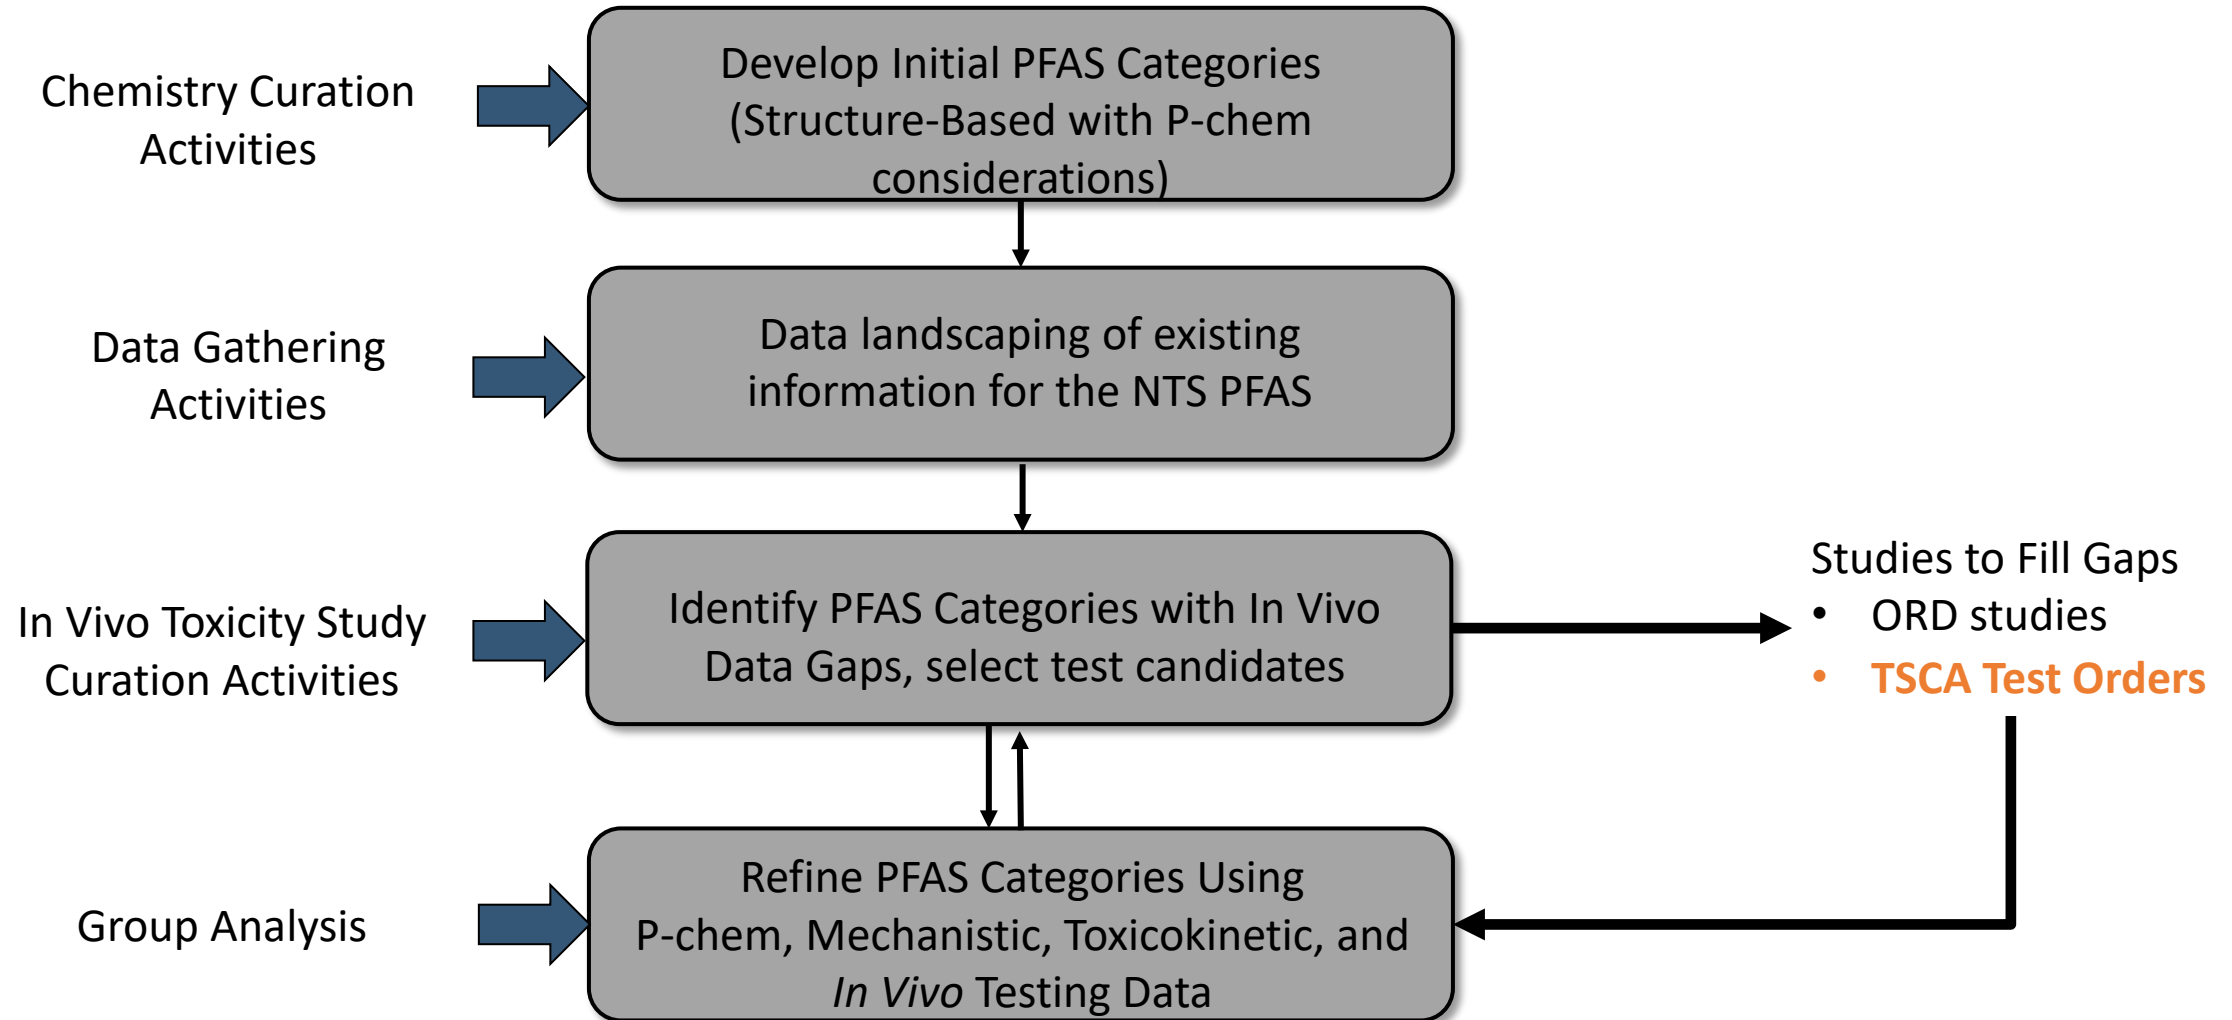 Chemistry Curation
Activities
Develop Initial PFAS Categories
(Structure-Based with P-chem
considerations)
Data Gathering
Activities
Data landscaping of existing
information for the NTS PFAS
In Vivo Toxicity Study
Curation Activities
Identify PFAS Categories with In Vivo
Data Gaps, select test candidates
Studies to Fill Gaps
• ORD studies
• TSCA Test Orders
Group Analysis
Refine PFAS Categories Using
P-chem, Mechanistic, Toxicokinetic, and
In Vivo Testing Data